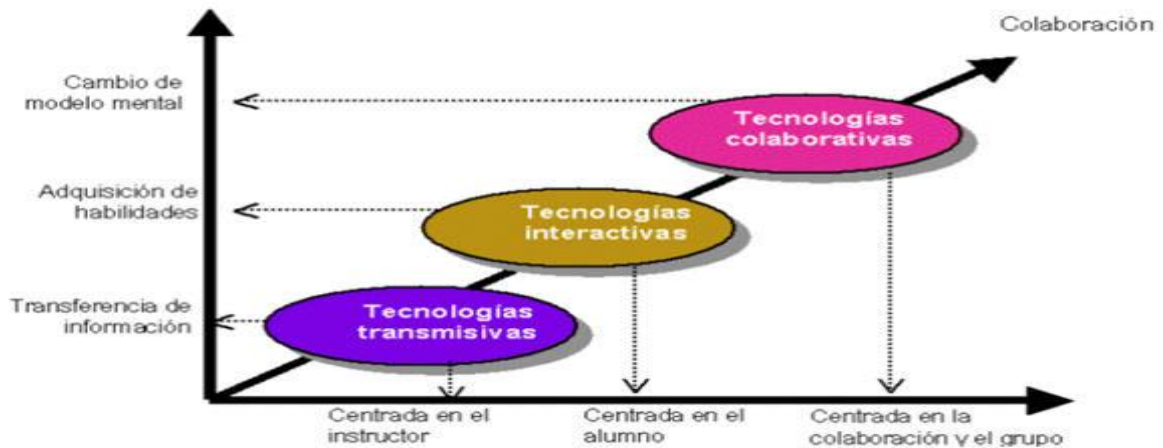 Colaboración
Cambio de
modelo mental
Tecnologías
colaborativas
Adquisición de
habilidades
Tecnologías
interactivas
Transferencia de
información
Tecnologías
transmisivas
Centrada en el
instructor
Centrada en el
alumno
Centrada en la
colaboración y el grupo